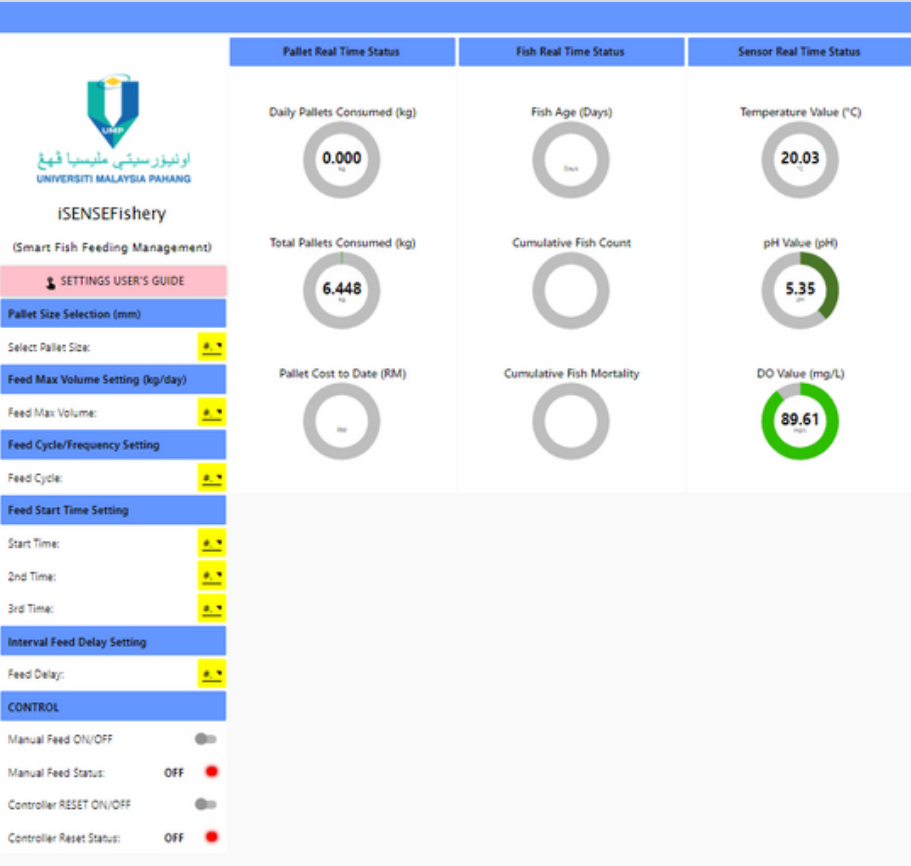 UMP
اونيۏرسيتي مليسيا ڤهڠ
UNIVERSITI MALAYSIA PAHANG
iSENSEFishery
(Smart Fish Feeding Management)
SETTINGS USER'S GUIDE
Pallet Size Selection (mm)
Select Pallet Size:
Feed Max Volume Setting (kg/day)
Feed Max Volume:
Feed Cycle/Frequency Setting
Feed Cycle:
Feed Start Time Setting
Start Time:
2nd Time:
3rd Time:
Interval Feed Delay Setting
Feed Delay:
CONTROL
Manual Feed ON/OFF
Manual Feed Status: OFF
Controller RESET ON/OFF
Controller Reset Status: OFF
Pallet Real Time Status
Daily Pallets Consumed (kg)
0.000
kg
Total Pallets Consumed (kg)
6.448
kg
Pallet Cost to Date (RM)
RM
Fish Real Time Status
Fish Age (Days)
Days
Cumulative Fish Count
Cumulative Fish Mortality
Sensor Real Time Status
Temperature Value (°C)
20.03
°C
pH Value (pH)
5.35
pH
DO Value (mg/L)
89.61
mg/L